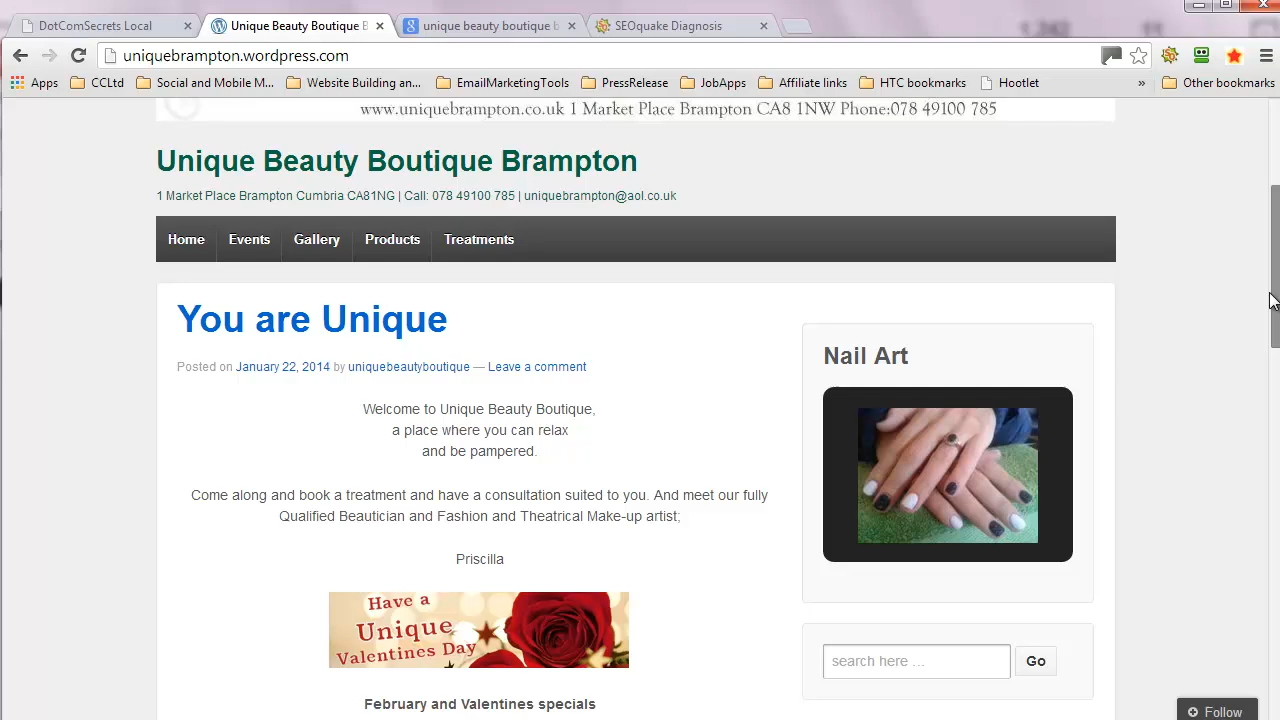 DotComSecrets Local
Unique Beauty Boutique B
unique beauty boutique b
SEOquake Diagnosis
uniquebrampton.wordpress.com
Apps
CCLtd
Social and Mobile M...
Website Building an...
EmailMarketingTools
PressRelease
JobApps
Affiliate links
HTC bookmarks
Hootlet
»
Other bookmarks
www.uniquebrampton.co.uk 1 Market Place Brampton CA8 1NW Phone:078 49100 785
Unique Beauty Boutique Brampton
1 Market Place Brampton Cumbria CA81NG | Call: 078 49100 785 | uniquebrampton@aol.co.uk
Home Events Gallery Products Treatments
You are Unique
Posted on January 22, 2014 by uniquebeautyboutique — Leave a comment
Welcome to Unique Beauty Boutique,
a place where you can relax
and be pampered.
Come along and book a treatment and have a consultation suited to you. And meet our fully
Qualified Beautician and Fashion and Theatrical Make-up artist;
Priscilla
Have a
Unique
Valentines Day
February and Valentines specials
Nail Art
search here ...
Go
Follow